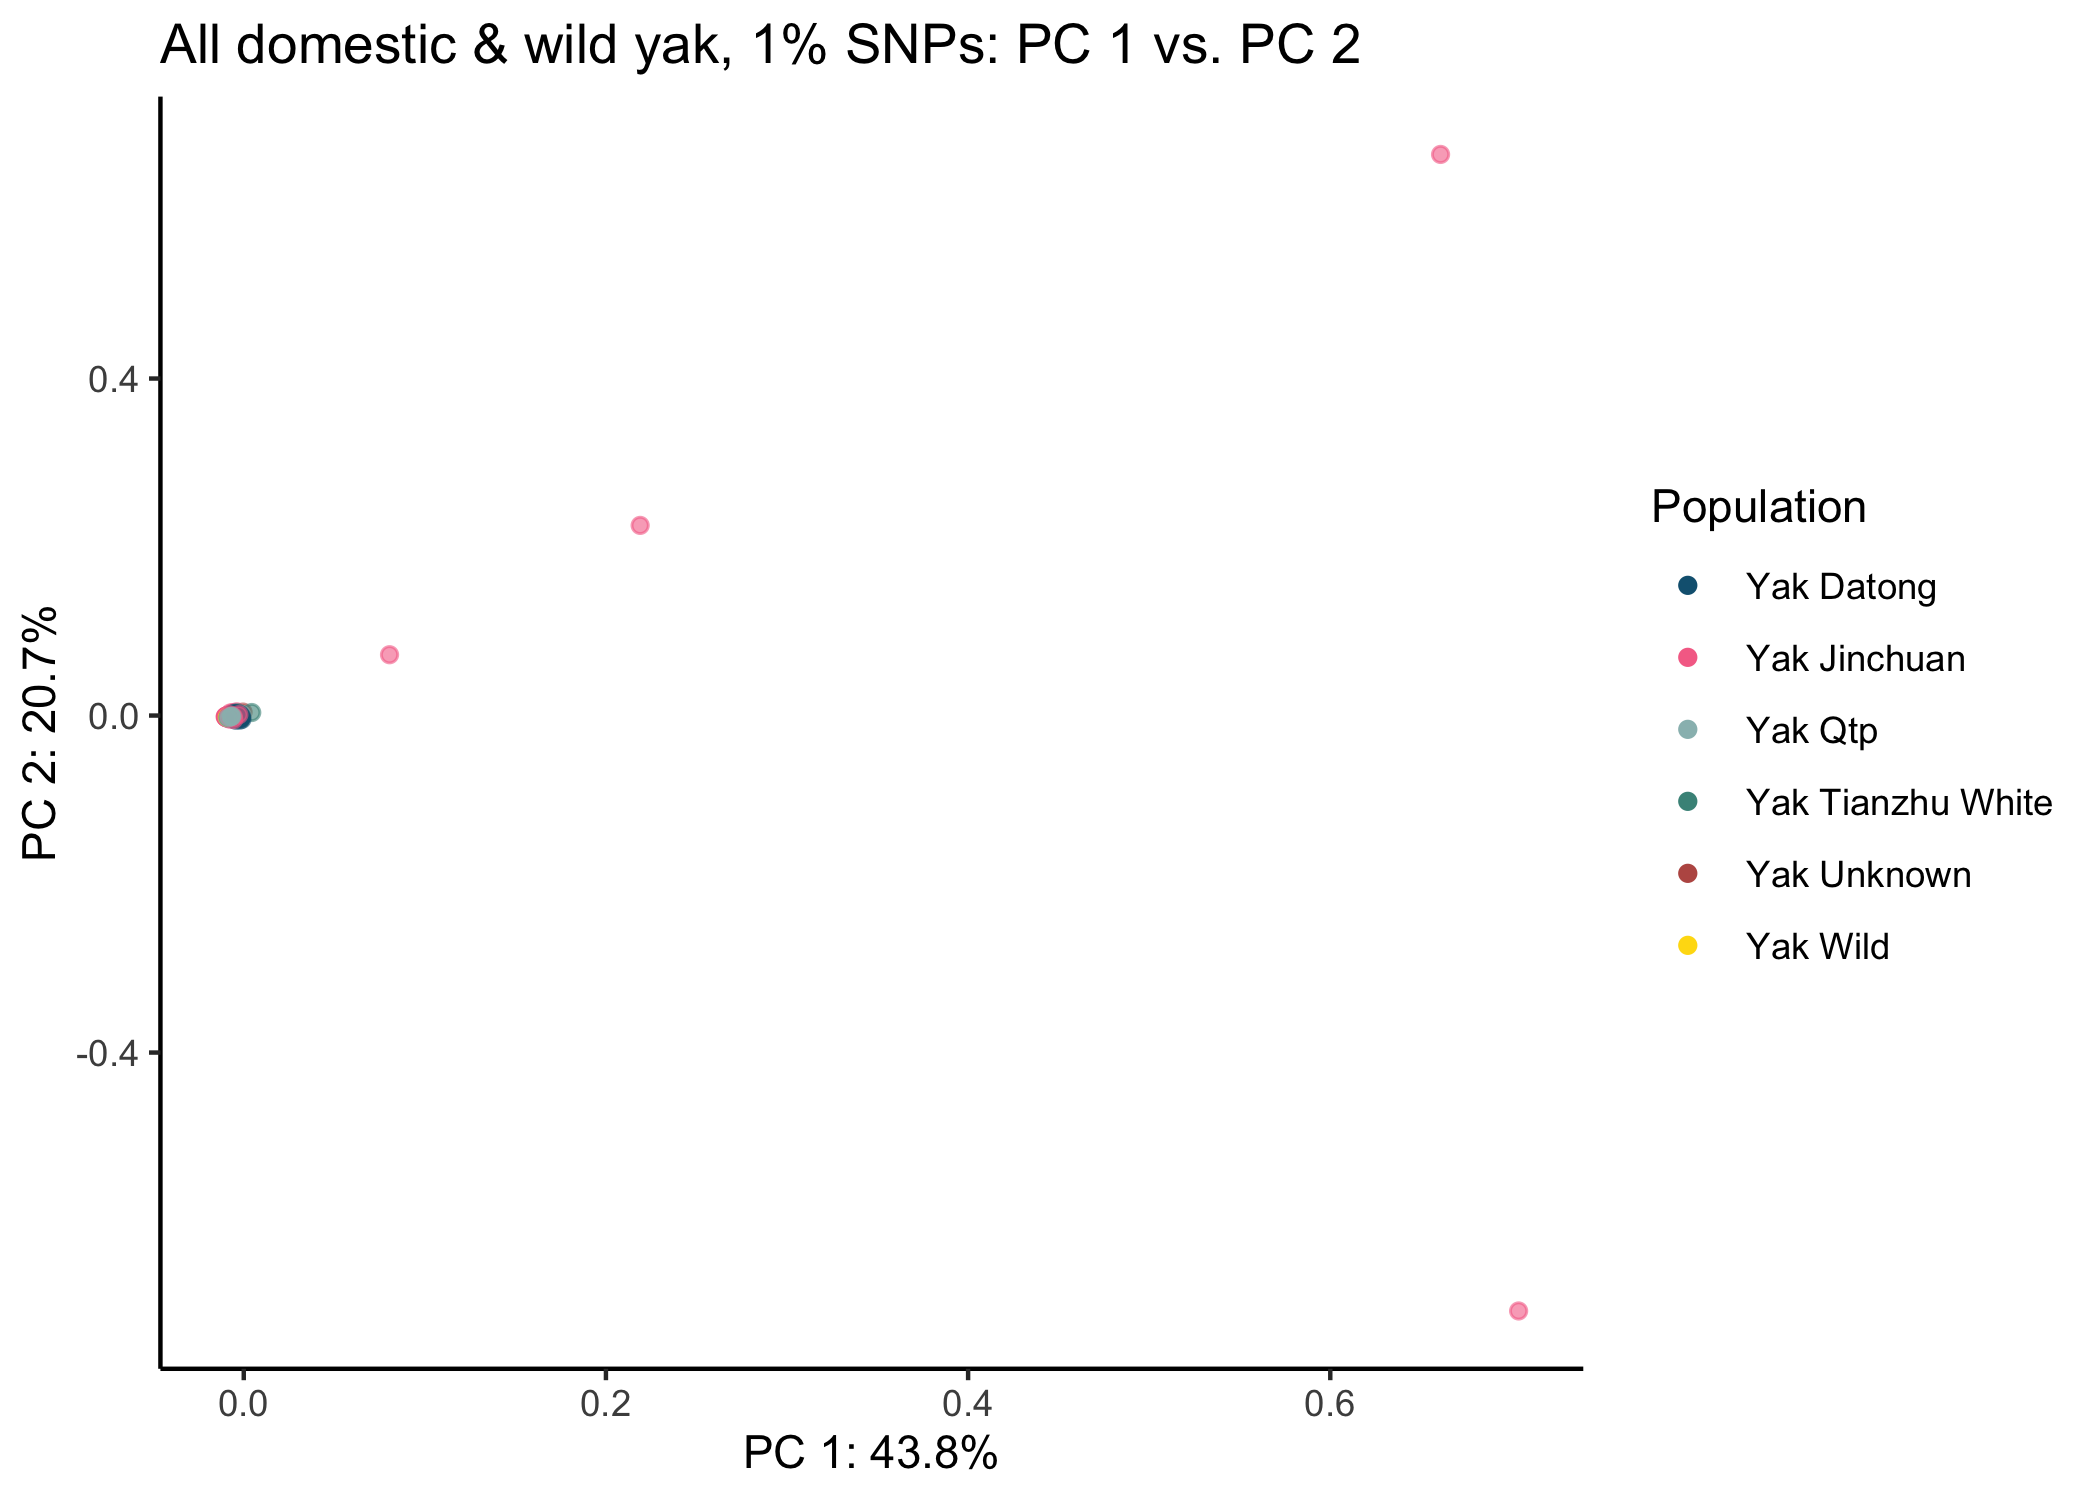 All domestic & wild yak, 1% SNPs: PC 1 vs. PC 2
0.4
0.0
-0.4
PC 2: 20.7%
0.0
0.2
0.4
0.6
PC 1: 43.8%
Population
Yak Datong
Yak Jinchuan
Yak Qtp
Yak Tianzhu White
Yak Unknown
Yak Wild